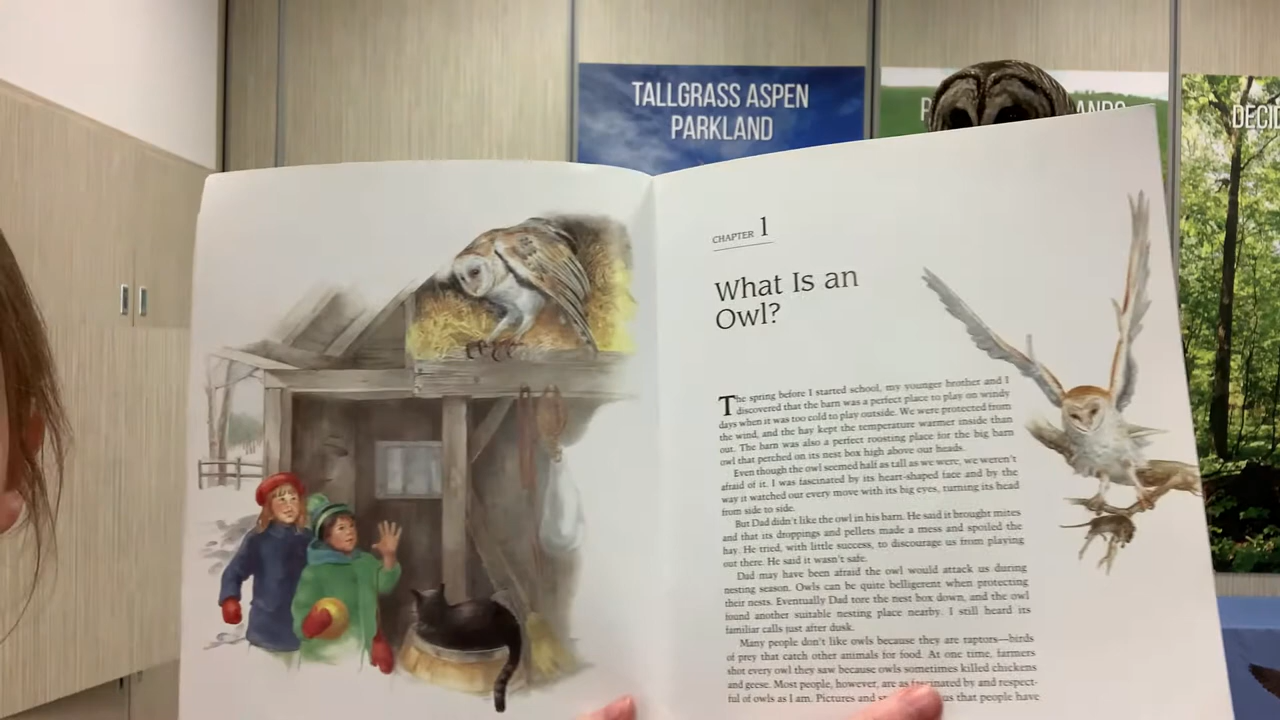 TALLGRASS ASPEN
PARKLAND
DECID
CHAPTER 1
What Is an
Owl?
The spring before I started school, my younger brother and I
discovered that the barn was a perfect place to play on windy
days when it was too cold to play outside. We were protected from
the wind, and the hay kept the temperature warmer inside than
out. The barn was also a perfect roosting place for the big barn
owl that perched on its nest box high above our heads.
Even though the owl seemed half as tall as we were, we weren't
afraid of it. I was fascinated by its heart-shaped face and by the
way it watched our every move with its big eyes, turning its head
from side to side.
But Dad didn't like the owl in his barn. He said it brought mites
and that its droppings and pellets made a mess and spoiled the
hay. He tried, with little success, to discourage us from playing
out there. He said it wasn't safe.
Dad may have been afraid the owl would attack us during
nesting season. Owls can be quite belligerent when protecting
their nests. Eventually Dad tore the nest box down, and the owl
found another suitable nesting place nearby. I still heard its
familiar calls just after dusk.
Many people don't like owls because they are raptors—birds
of prey that catch other animals for food. At one time, farmers
shot every owl they saw because owls sometimes killed chickens
and geese. Most people, however, are as fascinated by and respect-
ful of owls as I am. Pictures and us that people have